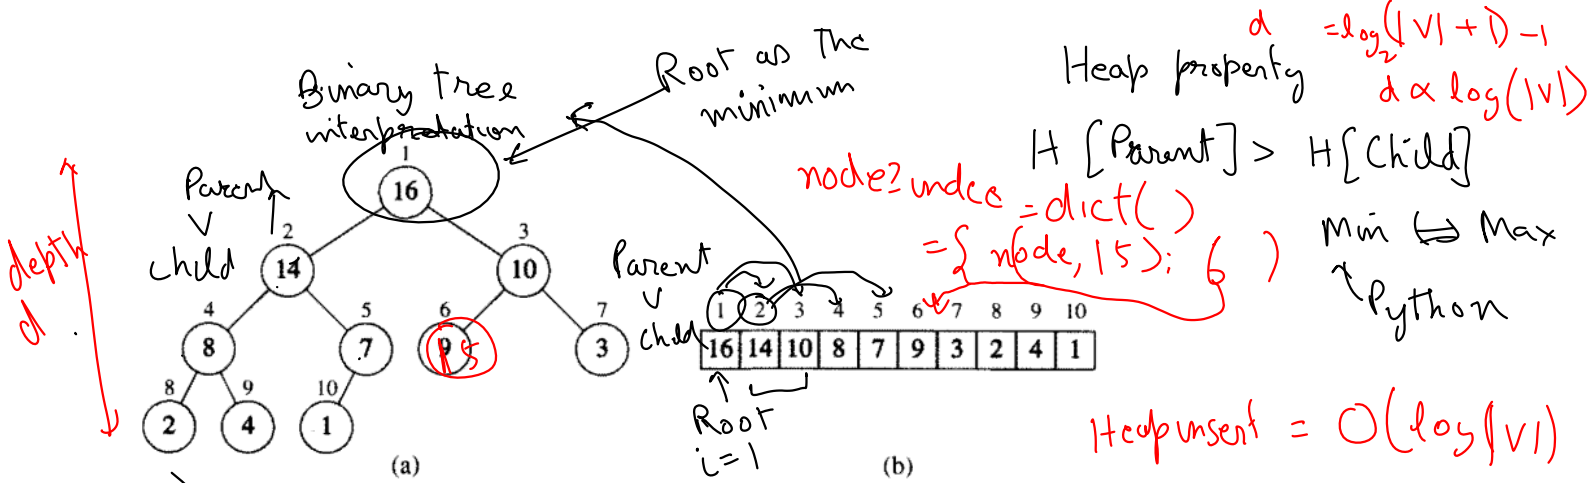 d = log₂(|V| + 1) - 1
d ∝ log(|V|)
Heap property
H [Parent] > H [Child]
Min ⇔ Max
Python
Root as the
minimum
Binary tree
interpretation
1
16
Parent
v
child
depth
d
2
14
3
10
4
8
5
7
6
9
15
7
3
8
2
9
4
10
1
(a)
node2index = dict()
= { (node, 15): 6 }
Parent
v
child
1 2 3 4 5 6 7 8 9 10
16 14 10 8 7 9 3 2 4 1
Root
i = 1
(b)
Heap insert = O(log |V|)